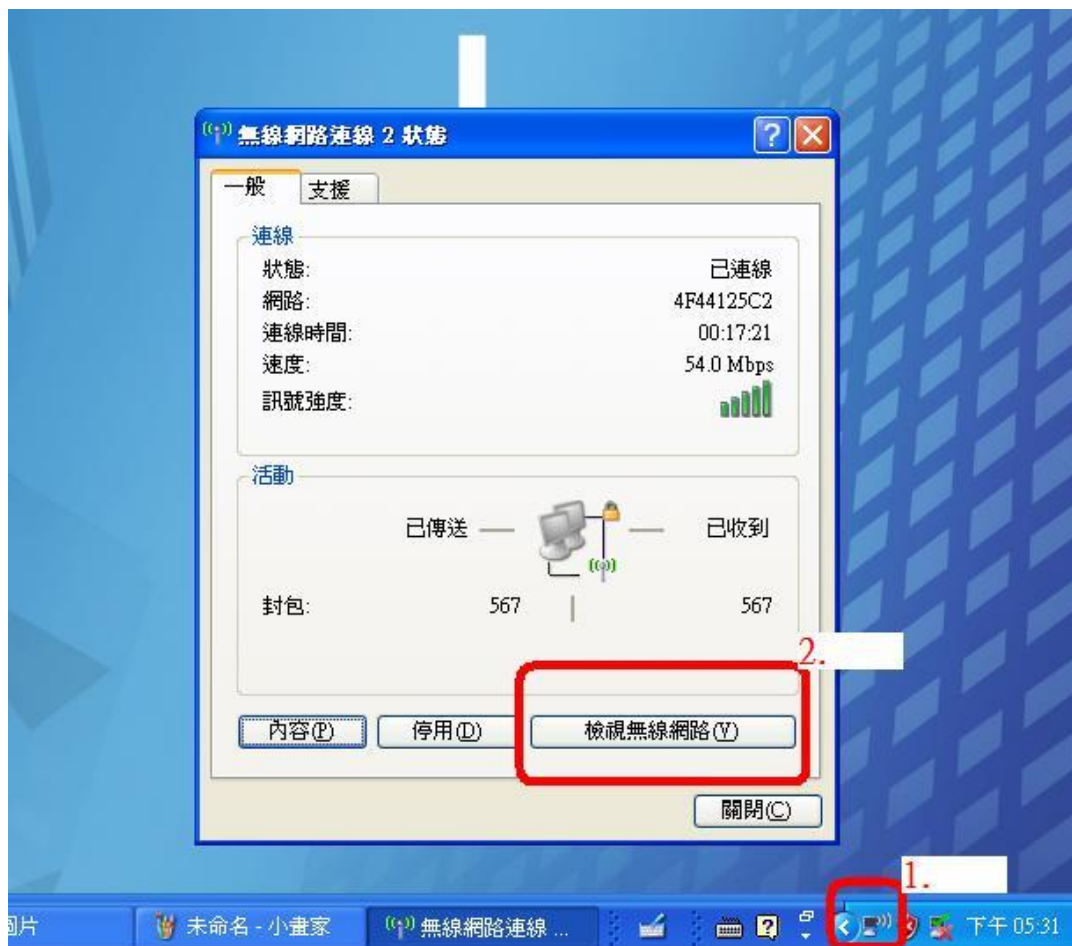 無線網路連線 2 狀態
一般
支援
連線
狀態: 已連線
網路: 4F44125C2
連線時間: 00:17:21
速度: 54.0 Mbps
訊號強度:
活動
已傳送
已收到
封包: 567 567
2.
內容(P) 停用(D) 檢視無線網路(V)
關閉(C)
1.
圖片 未命名 - 小畫家 無線網路連線 ... 下午 05:31